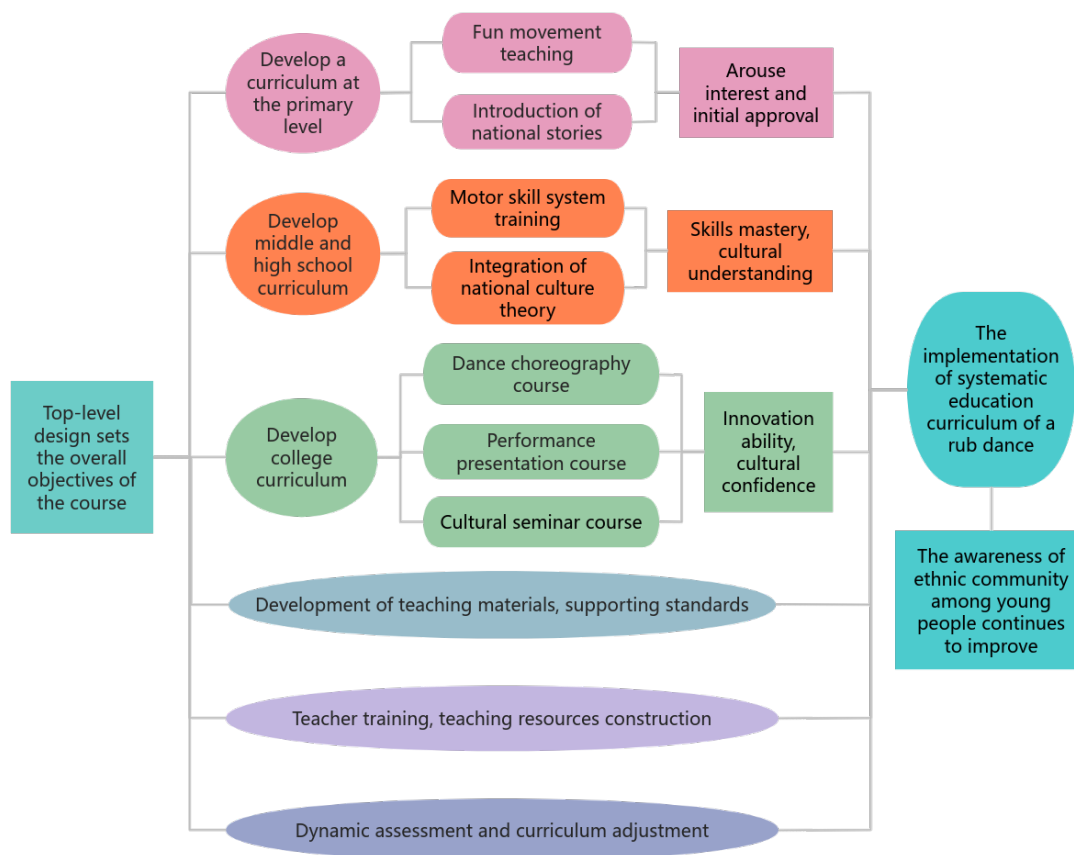 Top-level
design sets
the overall
objectives of
the course
Develop a
curriculum at
the primary
level
Fun movement
teaching
Introduction of
national stories
Arouse
interest and
initial approval
Develop
middle and
high school
curriculum
Motor skill system
training
Integration of
national culture
theory
Skills mastery,
cultural
understanding
Develop
college
curriculum
Dance choreography
course
Performance
presentation course
Cultural seminar course
Innovation
ability,
cultural
confidence
Development of teaching materials, supporting standards
Teacher training, teaching resources construction
Dynamic assessment and curriculum adjustment
The
implementation
of systematic
education
curriculum of a
rub dance
The awareness of
ethnic community
among young
people continues
to improve